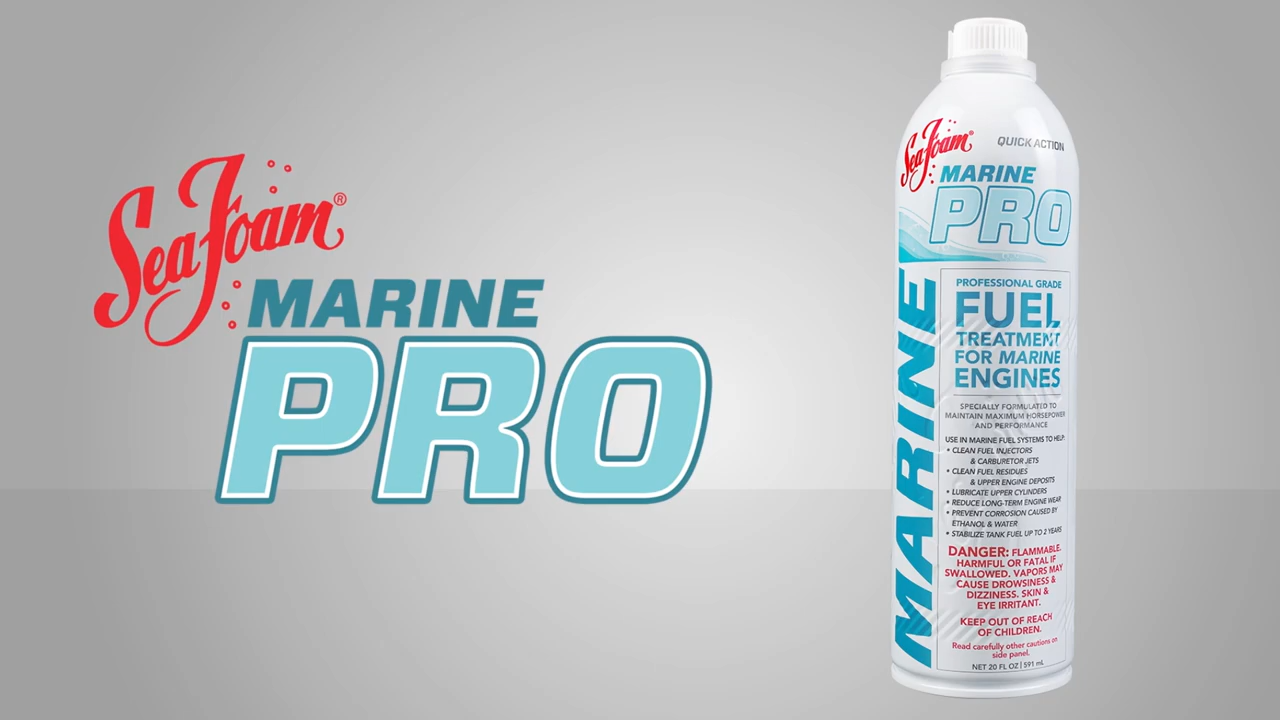 Sea Foam®
MARINE
PRO
Sea Foam®
QUICK ACTION
MARINE
PRO
MARINE
PROFESSIONAL GRADE
FUEL
TREATMENT
FOR MARINE
ENGINES
SPECIALLY FORMULATED TO
MAINTAIN MAXIMUM HORSEPOWER
AND PERFORMANCE
USE IN MARINE FUEL SYSTEMS TO HELP:
• CLEAN FUEL INJECTORS
& CARBURETOR JETS
• CLEAN FUEL RESIDUES
& UPPER ENGINE DEPOSITS
• LUBRICATE UPPER CYLINDERS
• REDUCE LONG-TERM ENGINE WEAR
• PREVENT CORROSION CAUSED BY
ETHANOL & WATER
• STABILIZE TANK FUEL UP TO 2 YEARS
DANGER: FLAMMABLE.
HARMFUL OR FATAL IF
SWALLOWED. VAPORS MAY
CAUSE DROWSINESS &
DIZZINESS. SKIN &
EYE IRRITANT.
KEEP OUT OF REACH
OF CHILDREN.
Read carefully other cautions on
side panel.
NET 20 FL OZ | 591 mL